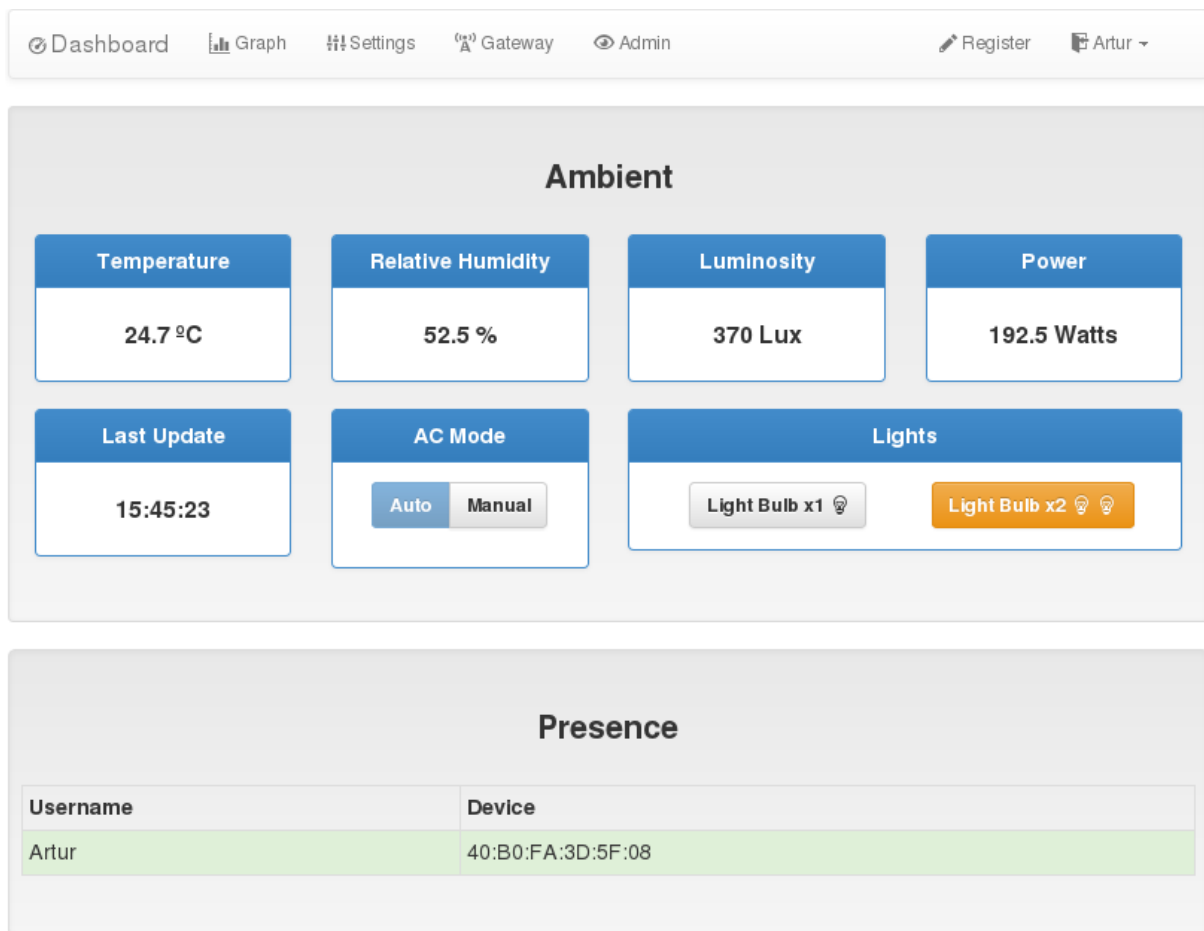 Dashboard Graph Settings Gateway Admin Register Artur
Ambient
Temperature Relative Humidity Luminosity Power
24.7 ºC 52.5 % 370 Lux 192.5 Watts
Last Update AC Mode Lights
15:45:23 Auto Manual Light Bulb x1 Light Bulb x2
Presence
Username Device
Artur 40:B0:FA:3D:5F:08